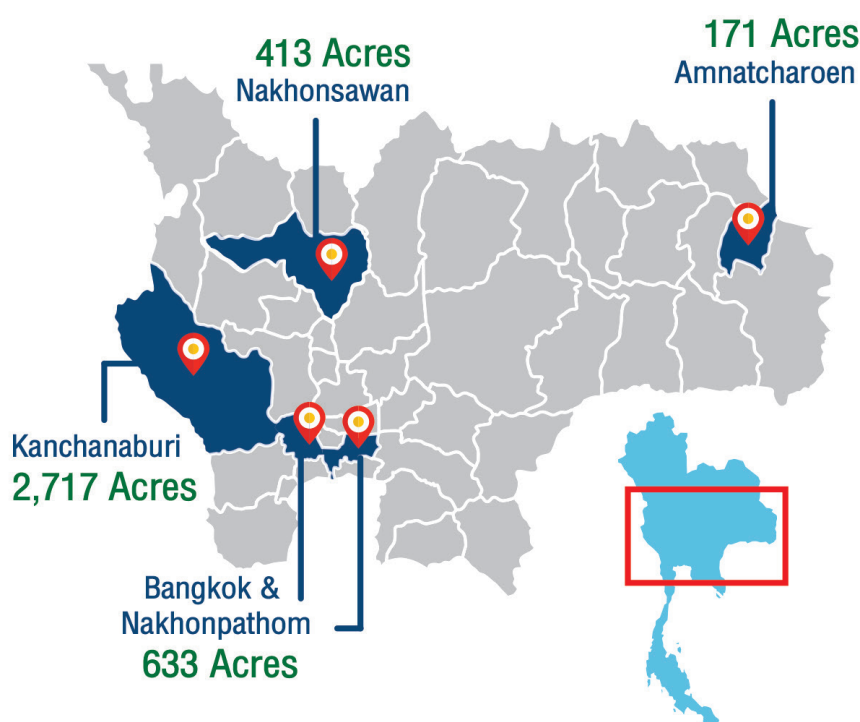 413 Acres
Nakhonsawan
171 Acres
Amnatcharoen
Kanchanaburi
2,717 Acres
Bangkok &
Nakhonpathom
633 Acres